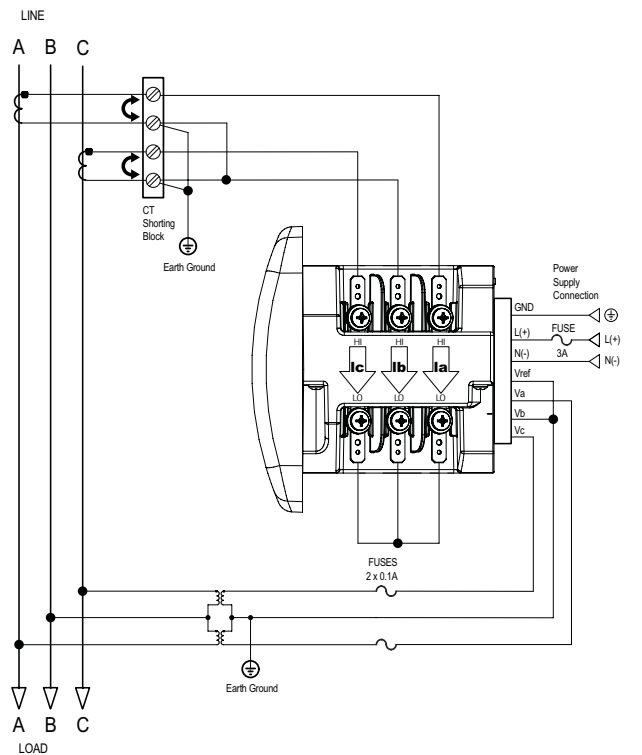 LINE
A B C
CT
Shorting
Block
Earth Ground
Power
Supply
Connection
GND
L(+)
FUSE
L(+)
3A
N(-)
N(-)
Vref
Va
Vb
Vc
HI HI HI
Ic Ib Ia
LO LO LO
FUSES
2 x 0.1A
Earth Ground
A B C
LOAD